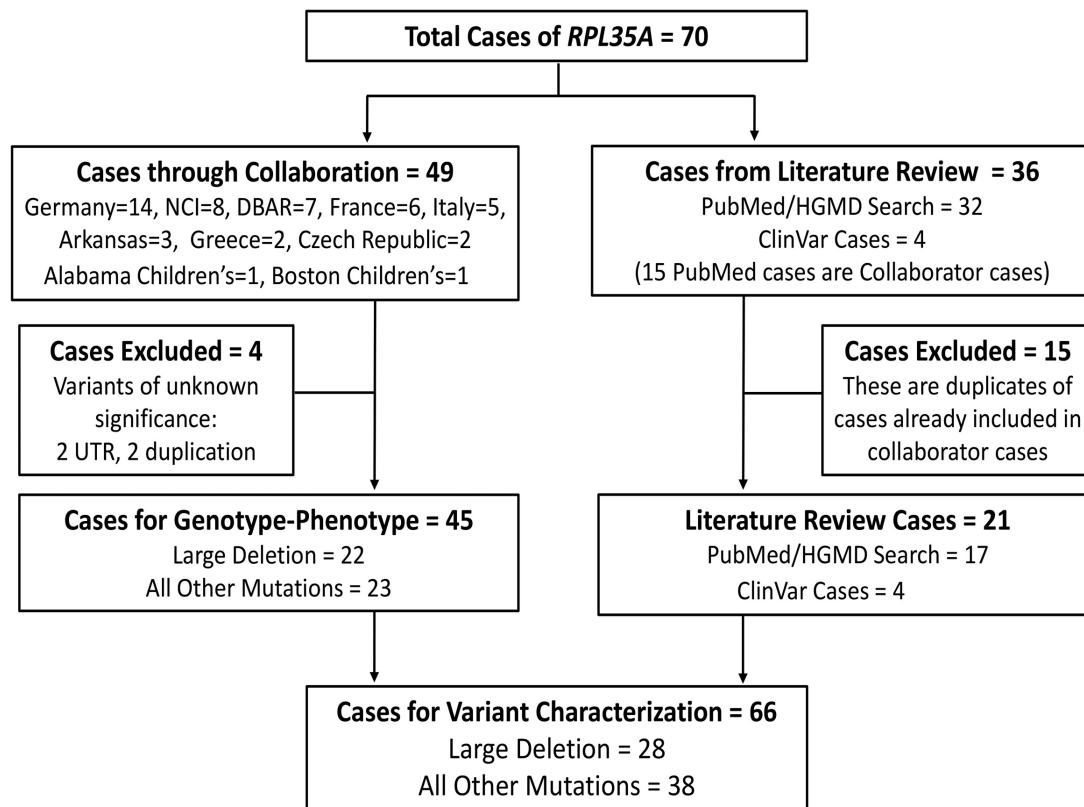 Total Cases of RPL35A = 70
Cases through Collaboration = 49
Germany=14, NCI=8, DBAR=7, France=6, Italy=5,
Arkansas=3, Greece=2, Czech Republic=2
Alabama Children’s=1, Boston Children’s=1
Cases from Literature Review = 36
PubMed/HGMD Search = 32
ClinVar Cases = 4
(15 PubMed cases are Collaborator cases)
Cases Excluded = 4
Variants of unknown
significance:
2 UTR, 2 duplication
Cases Excluded = 15
These are duplicates of
cases already included in
collaborator cases
Cases for Genotype-Phenotype = 45
Large Deletion = 22
All Other Mutations = 23
Literature Review Cases = 21
PubMed/HGMD Search = 17
ClinVar Cases = 4
Cases for Variant Characterization = 66
Large Deletion = 28
All Other Mutations = 38